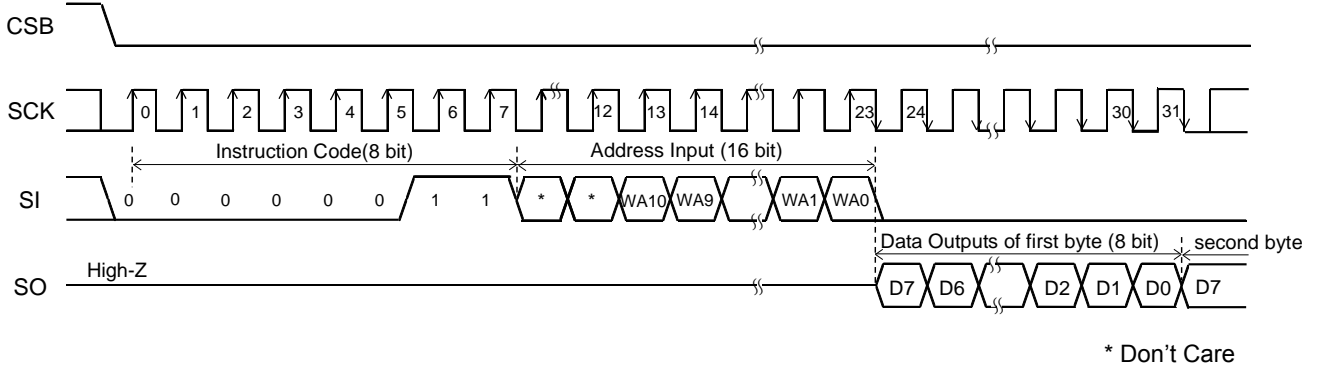 CSB
SCK 0 1 2 3 4 5 6 7 12 13 14 23 24 30 31
Instruction Code(8 bit) Address Input (16 bit)
SI 0 0 0 0 0 0 1 1 * * WA10 WA9 WA1 WA0
Data Outputs of first byte (8 bit) second byte
High-Z
SO D7 D6 D2 D1 D0 D7
* Don't Care